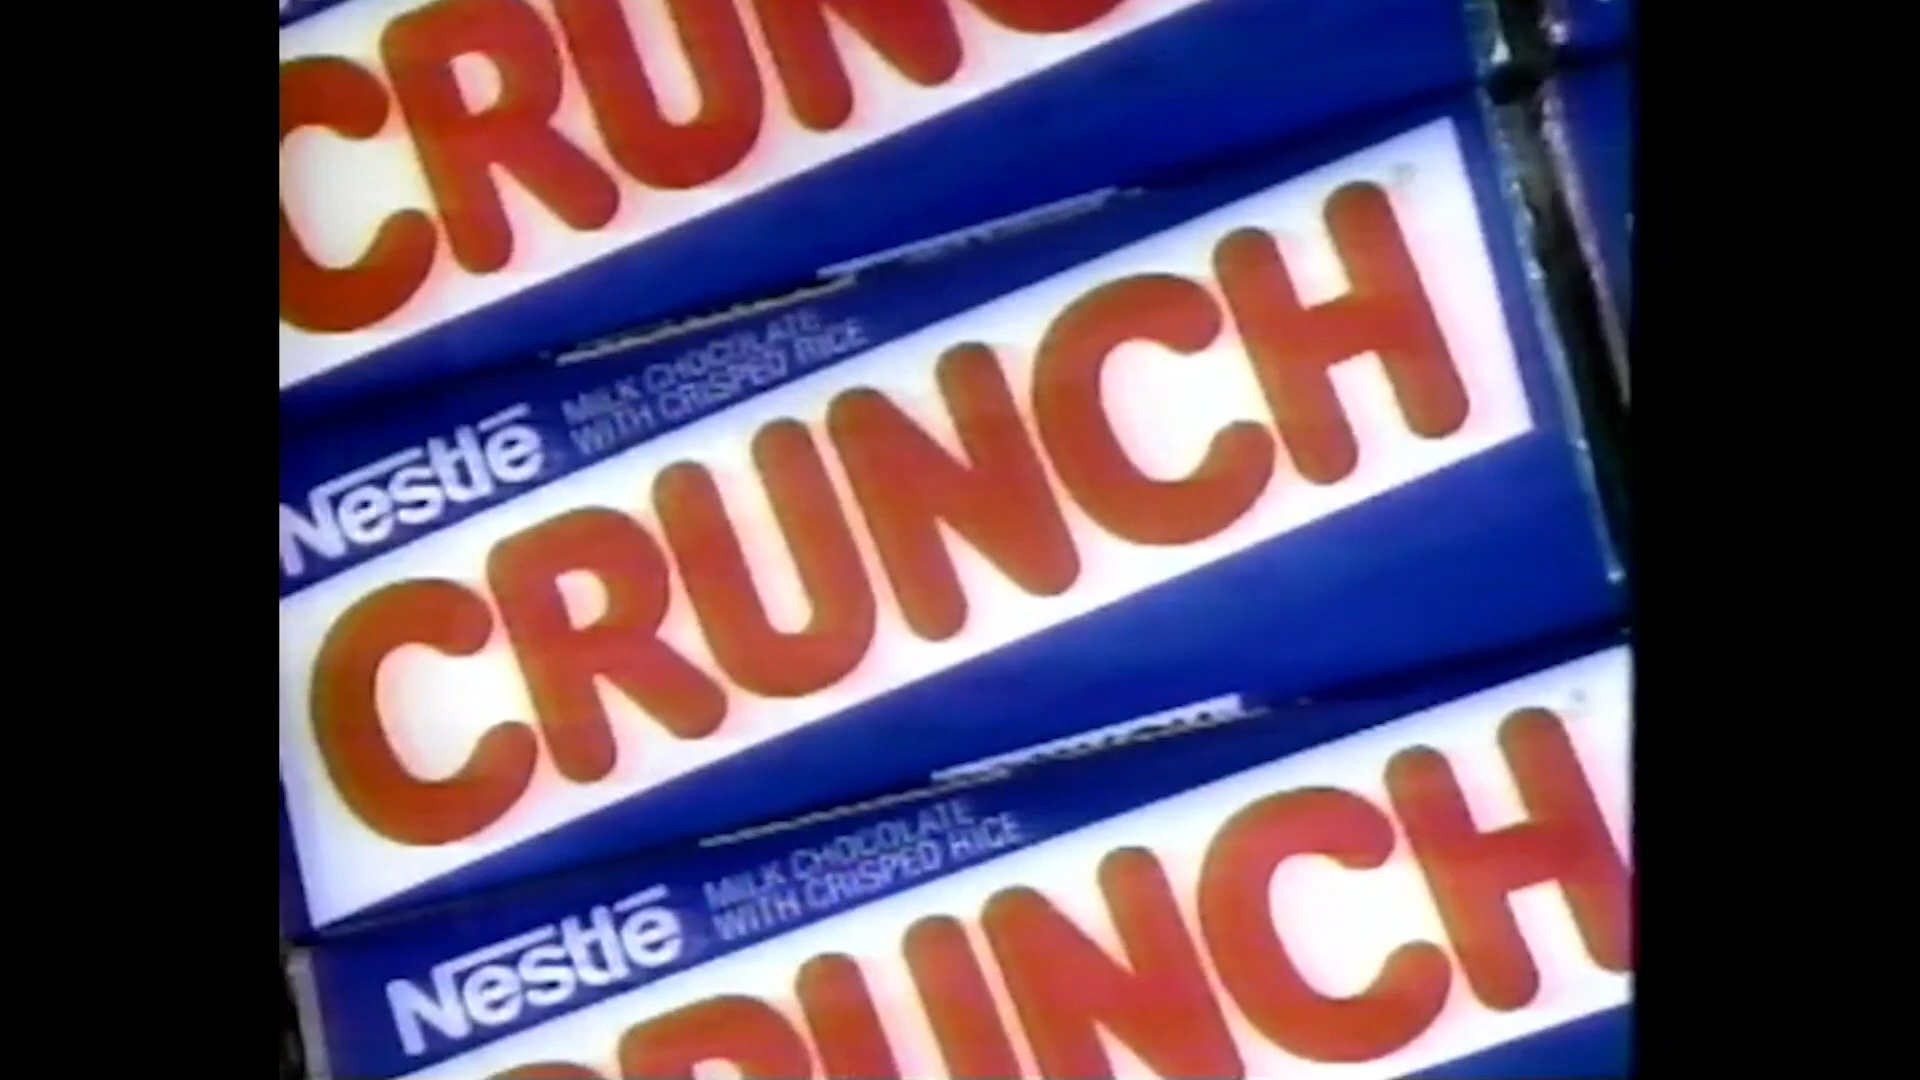 CRUNCH
Nestlé
MILK CHOCOLATE
WITH CRISPED RICE
CRUNCH
Nestlé
MILK CHOCOLATE
WITH CRISPED RICE
CRUNCH